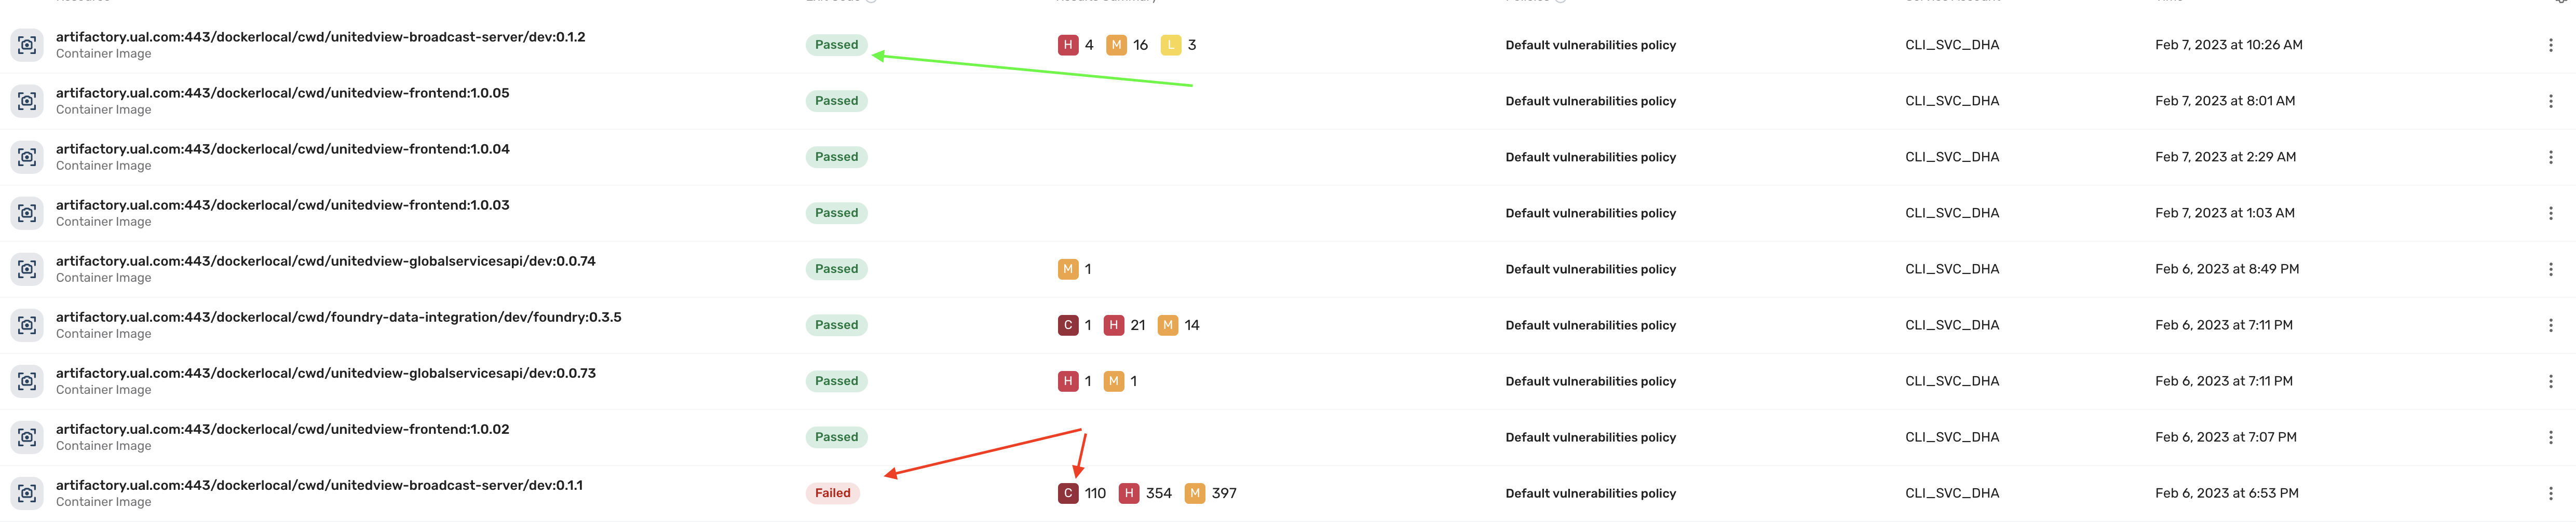 artifactory.ual.com:443/dockerlocal/cwd/unitedview-broadcast-server/dev:0.1.2 Passed H 4 M 16 L 3 Default vulnerabilities policy CLI_SVC_DHA Feb 7, 2023 at 10:26 AM
Container Image
artifactory.ual.com:443/dockerlocal/cwd/unitedview-frontend:1.0.05 Passed Default vulnerabilities policy CLI_SVC_DHA Feb 7, 2023 at 8:01 AM
Container Image
artifactory.ual.com:443/dockerlocal/cwd/unitedview-frontend:1.0.04 Passed Default vulnerabilities policy CLI_SVC_DHA Feb 7, 2023 at 2:29 AM
Container Image
artifactory.ual.com:443/dockerlocal/cwd/unitedview-frontend:1.0.03 Passed Default vulnerabilities policy CLI_SVC_DHA Feb 7, 2023 at 1:03 AM
Container Image
artifactory.ual.com:443/dockerlocal/cwd/unitedview-globalservicesapi/dev:0.0.74 Passed M 1 Default vulnerabilities policy CLI_SVC_DHA Feb 6, 2023 at 8:49 PM
Container Image
artifactory.ual.com:443/dockerlocal/cwd/foundry-data-integration/dev/foundry:0.3.5 Passed C 1 H 21 M 14 Default vulnerabilities policy CLI_SVC_DHA Feb 6, 2023 at 7:11 PM
Container Image
artifactory.ual.com:443/dockerlocal/cwd/unitedview-globalservicesapi/dev:0.0.73 Passed H 1 M 1 Default vulnerabilities policy CLI_SVC_DHA Feb 6, 2023 at 7:11 PM
Container Image
artifactory.ual.com:443/dockerlocal/cwd/unitedview-frontend:1.0.02 Passed Default vulnerabilities policy CLI_SVC_DHA Feb 6, 2023 at 7:07 PM
Container Image
artifactory.ual.com:443/dockerlocal/cwd/unitedview-broadcast-server/dev:0.1.1 Failed C 110 H 354 M 397 Default vulnerabilities policy CLI_SVC_DHA Feb 6, 2023 at 6:53 PM
Container Image